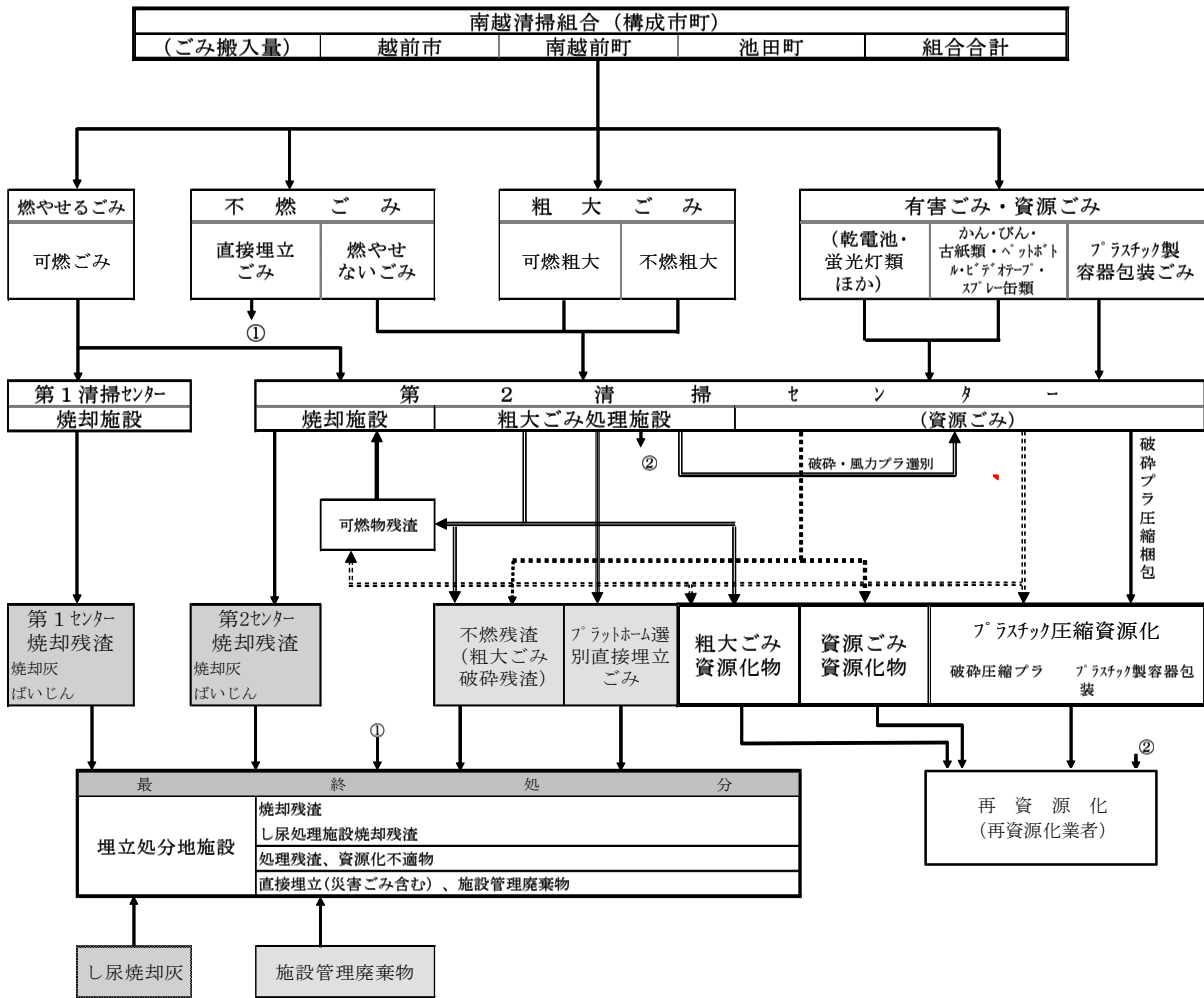 南越清掃組合（構成市町）
（ごみ搬入量） 越前市 南越前町 池田町 組合合計
燃やせるごみ
可燃ごみ
不燃ごみ
直接埋立
ごみ
燃やせ
ないごみ
粗大ごみ
可燃粗大
不燃粗大
有害ごみ・資源ごみ
（乾電池・
蛍光灯類
ほか）
かん・びん・
古紙類・ペットボト
ル・ビデオテープ・
スプレー缶類
プラスチック製
容器包装ごみ
①
第１清掃センター
焼却施設
第２清掃センター
焼却施設
粗大ごみ処理施設
（資源ごみ）
②
破砕・風力プラ選別
破砕プラ圧縮梱包
可燃物残渣
第１センター
焼却残渣
焼却灰
ばいじん
第2センター
焼却残渣
焼却灰
ばいじん
不燃残渣
（粗大ごみ
破砕残渣）
プラットホーム選
別直接埋立
ごみ
粗大ごみ
資源化物
資源ごみ
資源化物
プラスチック圧縮資源化
破砕圧縮プラ
プラスチック製容器包
装
①
②
最終処分
埋立処分地施設
焼却残渣
し尿処理施設焼却残渣
処理残渣、資源化不適物
直接埋立(災害ごみ含む）、施設管理廃棄物
再資源化
（再資源化業者）
し尿焼却灰
施設管理廃棄物